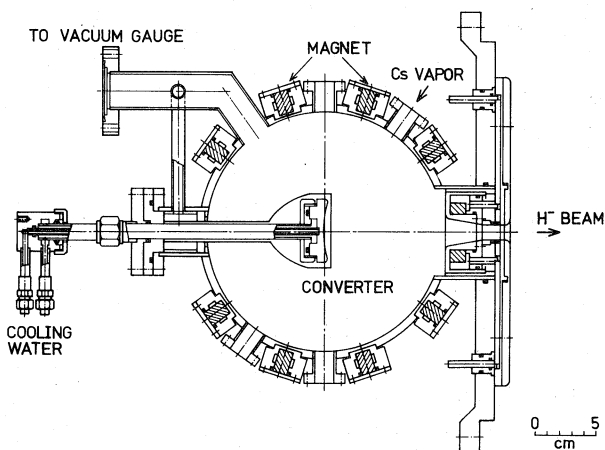 TO VACUUM GAUGE
MAGNET
Cs VAPOR
H⁻ BEAM
CONVERTER
COOLING
WATER
0 5
cm